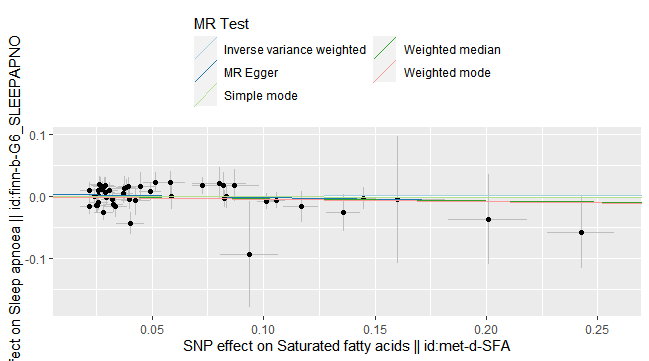 MR Test
Inverse variance weighted
Weighted median
MR Egger
Weighted mode
Simple mode
on Sleep apnoea || id:finn-b-G6_SLEEPAPNO
0.1
0.0
-0.1
0.05
0.10
0.15
0.20
0.25
SNP effect on Saturated fatty acids || id:met-d-SFA